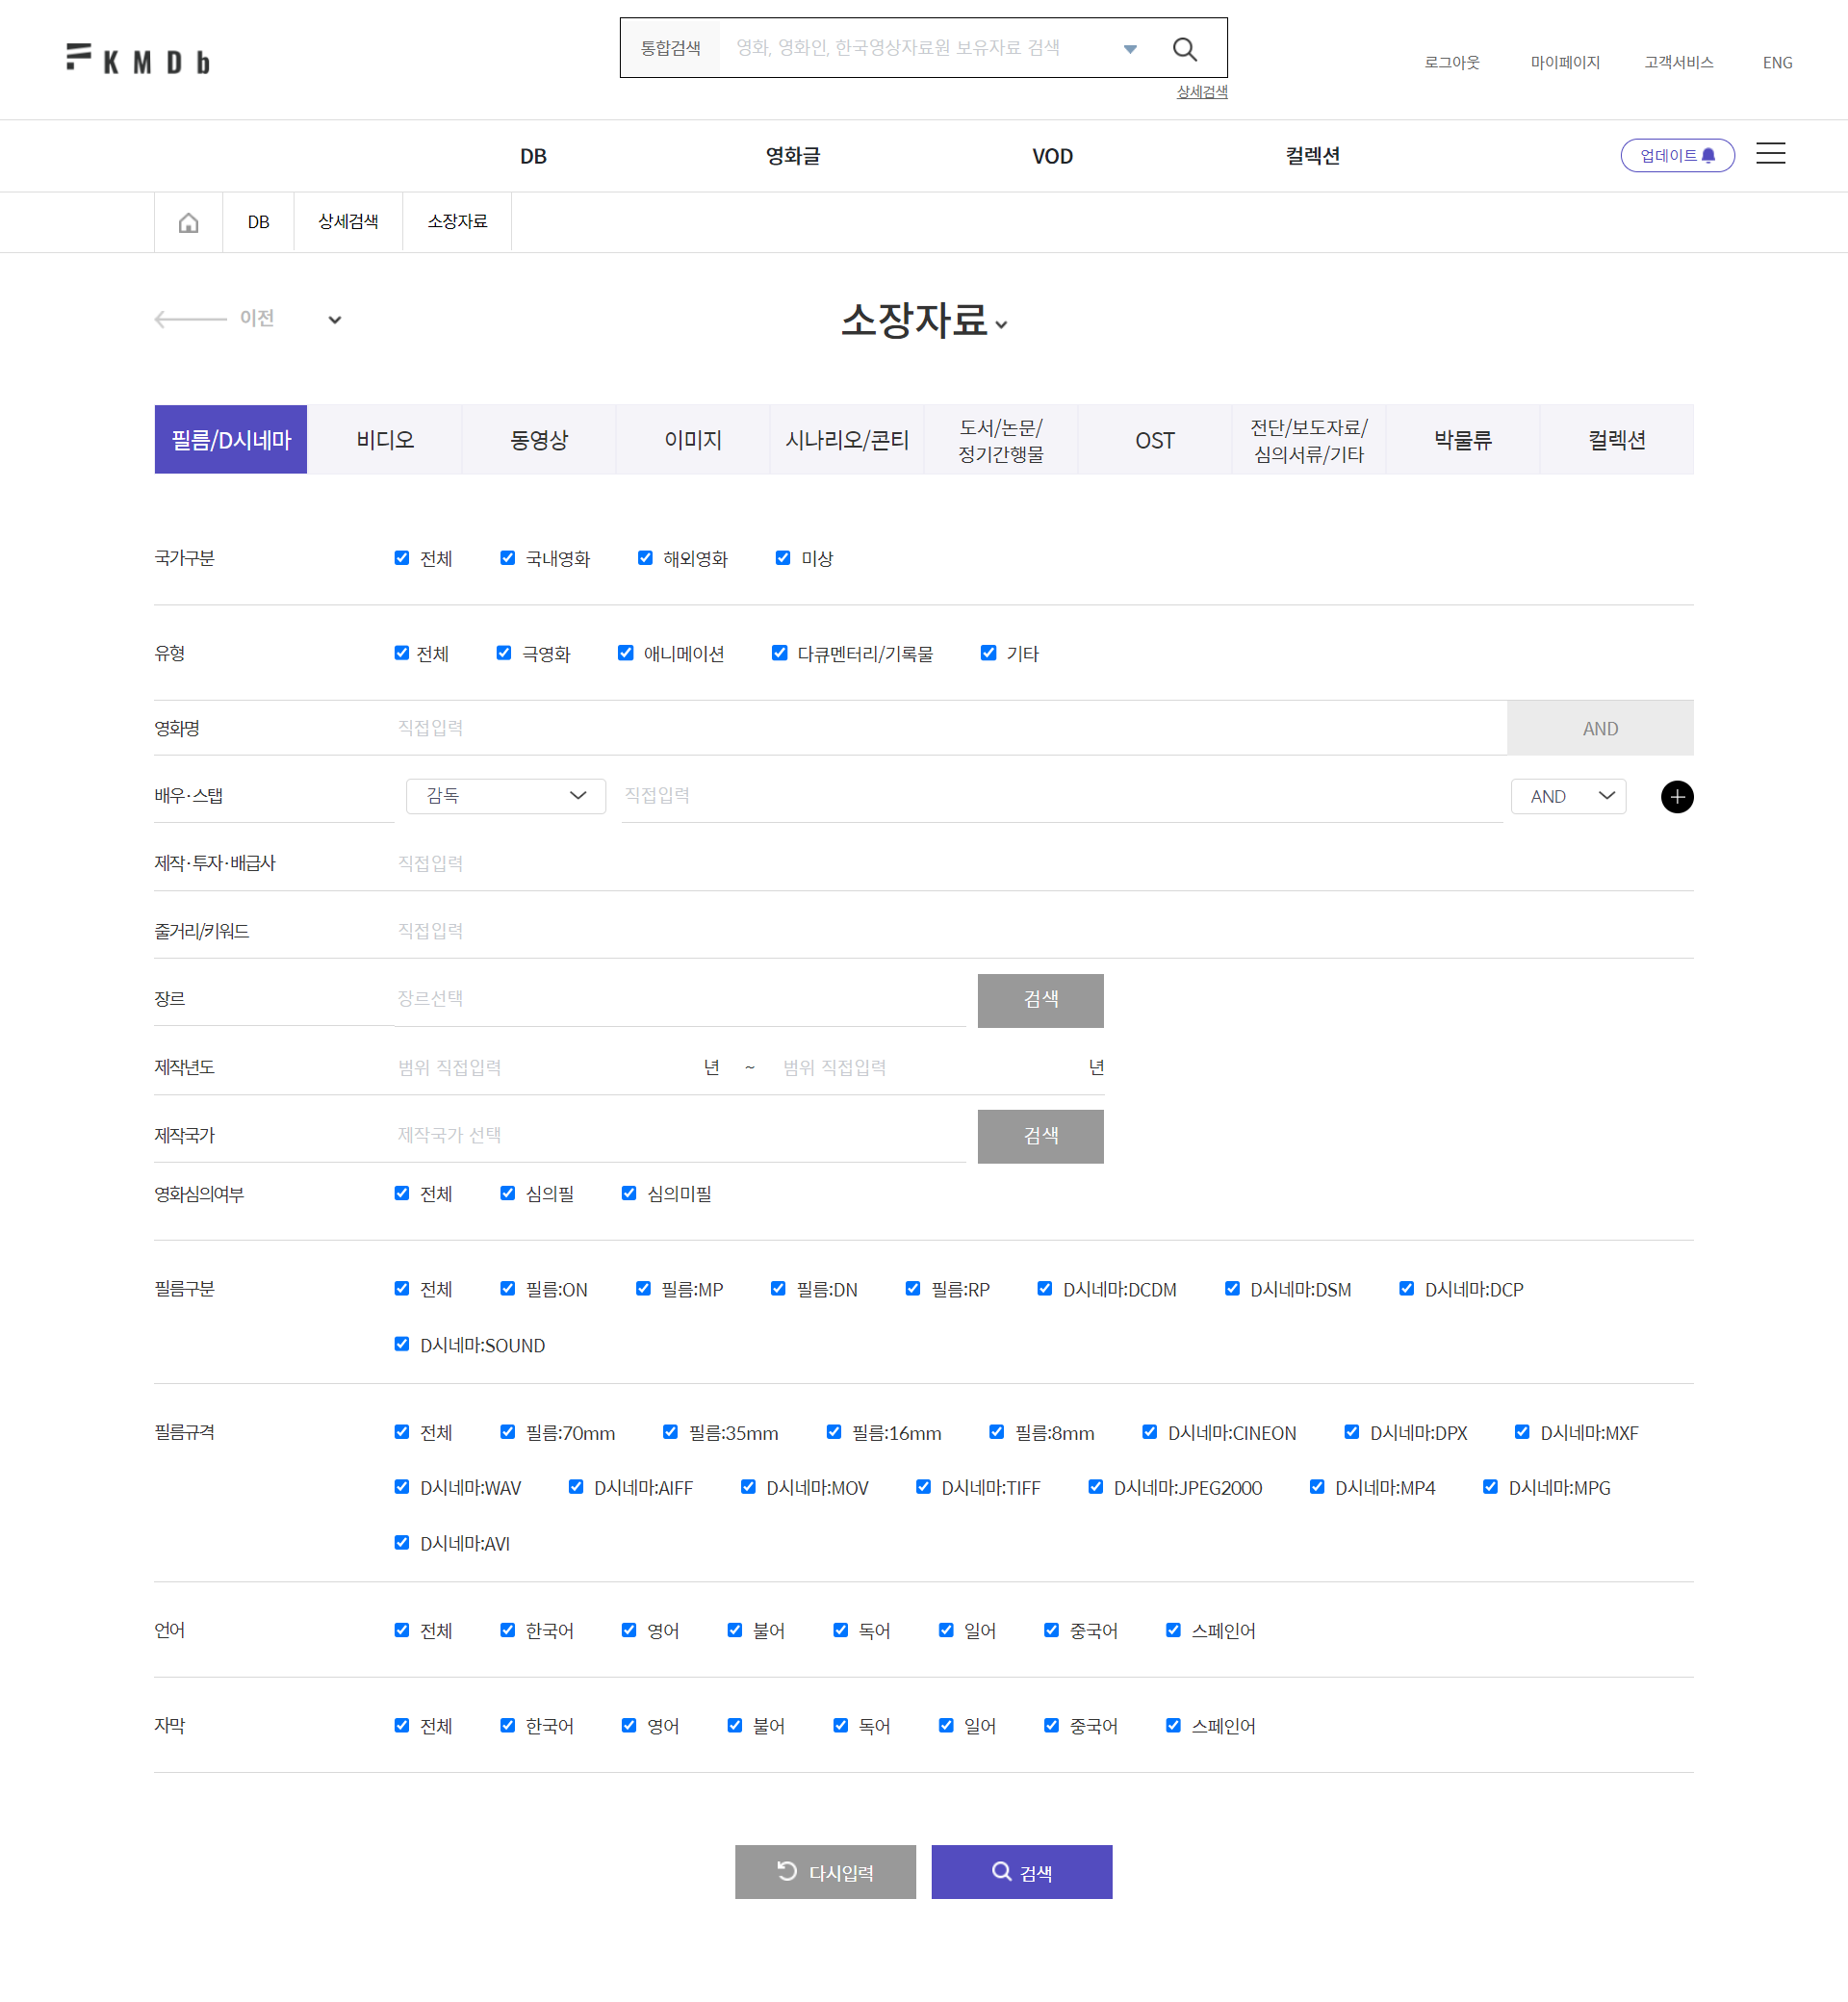 KMDb
통합검색 영화, 영화인, 한국영상자료원 보유자료 검색
상세검색
로그아웃 마이페이지 고객서비스 ENG
DB 영화글 VOD 컬렉션 업데이트
DB 상세검색 소장자료
이전
소장자료
필름/D시네마 비디오 동영상 이미지 시나리오/콘티 도서/논문/
정기간행물 OST 전단/보도자료/
심의서류/기타 박물류 컬렉션
국가구분 전체 국내영화 해외영화 미상
유형 전체 극영화 애니메이션 다큐멘터리/기록물 기타
영화명 직접입력 AND
배우·스탭 감독 직접입력 AND
제작·투자·배급사 직접입력
줄거리/키워드 직접입력
장르 장르선택 검색
제작년도 범위 직접입력 년 ~ 범위 직접입력 년
제작국가 제작국가 선택 검색
영화심의여부 전체 심의필 심의미필
필름구분 전체 필름:ON 필름:MP 필름:DN 필름:RP D시네마:DCDM D시네마:DSM D시네마:DCP
D시네마:SOUND
필름규격 전체 필름:70mm 필름:35mm 필름:16mm 필름:8mm D시네마:CINEON D시네마:DPX D시네마:MXF
D시네마:WAV D시네마:AIFF D시네마:MOV D시네마:TIFF D시네마:JPEG2000 D시네마:MP4 D시네마:MPG
D시네마:AVI
언어 전체 한국어 영어 불어 독어 일어 중국어 스페인어
자막 전체 한국어 영어 불어 독어 일어 중국어 스페인어
다시입력 검색